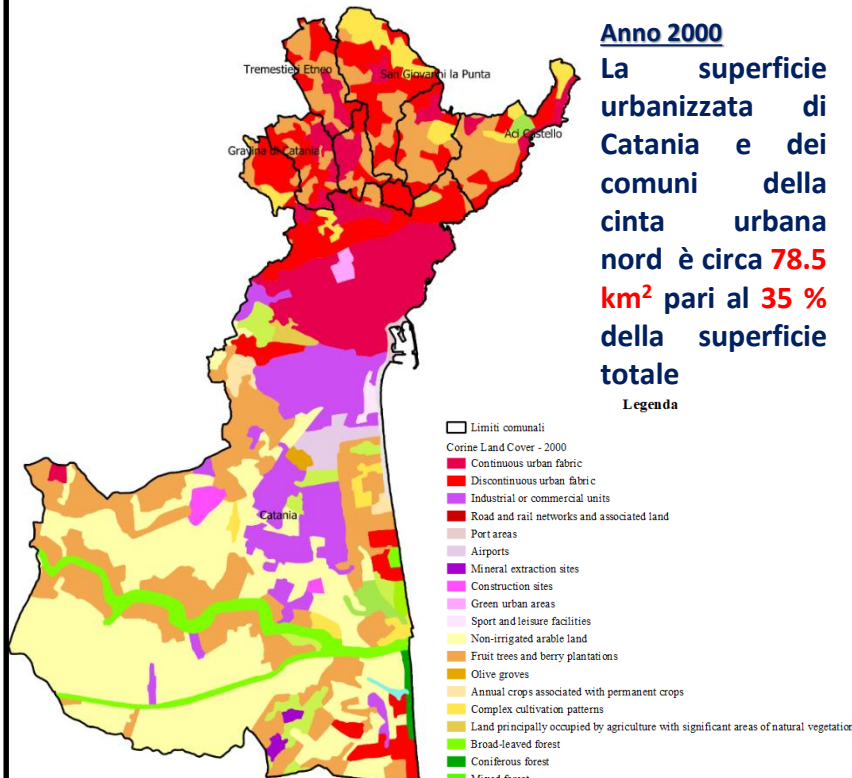 Anno 2000
La superficie
urbanizzata di
Catania e dei
comuni della
cinta urbana
nord è circa 78.5
km² pari al 35 %
della superficie
totale
Tremestieri Etneo
San Giovanni la Punta
Aci Castello
Gravina di Catania
Catania
Legenda
Limiti comunali
Corine Land Cover - 2000
Continuous urban fabric
Discontinuous urban fabric
Industrial or commercial units
Road and rail networks and associated land
Port areas
Airports
Mineral extraction sites
Construction sites
Green urban areas
Sport and leisure facilities
Non-irrigated arable land
Fruit trees and berry plantations
Olive groves
Annual crops associated with permanent crops
Complex cultivation patterns
Land principally occupied by agriculture with significant areas of natural vegetation
Broad-leaved forest
Coniferous forest
Mixed forest